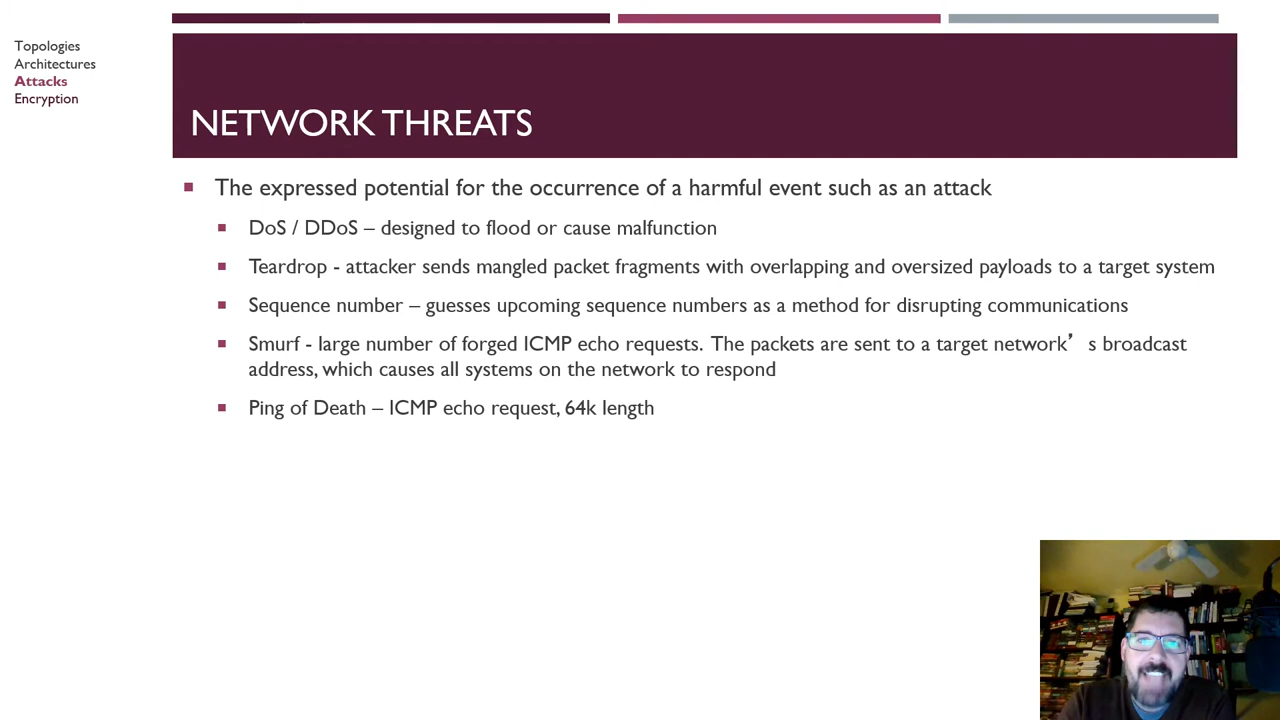 Topologies
Architectures
Attacks
Encryption
NETWORK THREATS
The expressed potential for the occurrence of a harmful event such as an attack
DoS / DDoS – designed to flood or cause malfunction
Teardrop - attacker sends mangled packet fragments with overlapping and oversized payloads to a target system
Sequence number – guesses upcoming sequence numbers as a method for disrupting communications
Smurf - large number of forged ICMP echo requests. The packets are sent to a target network’ s broadcast
address, which causes all systems on the network to respond
Ping of Death – ICMP echo request, 64k length